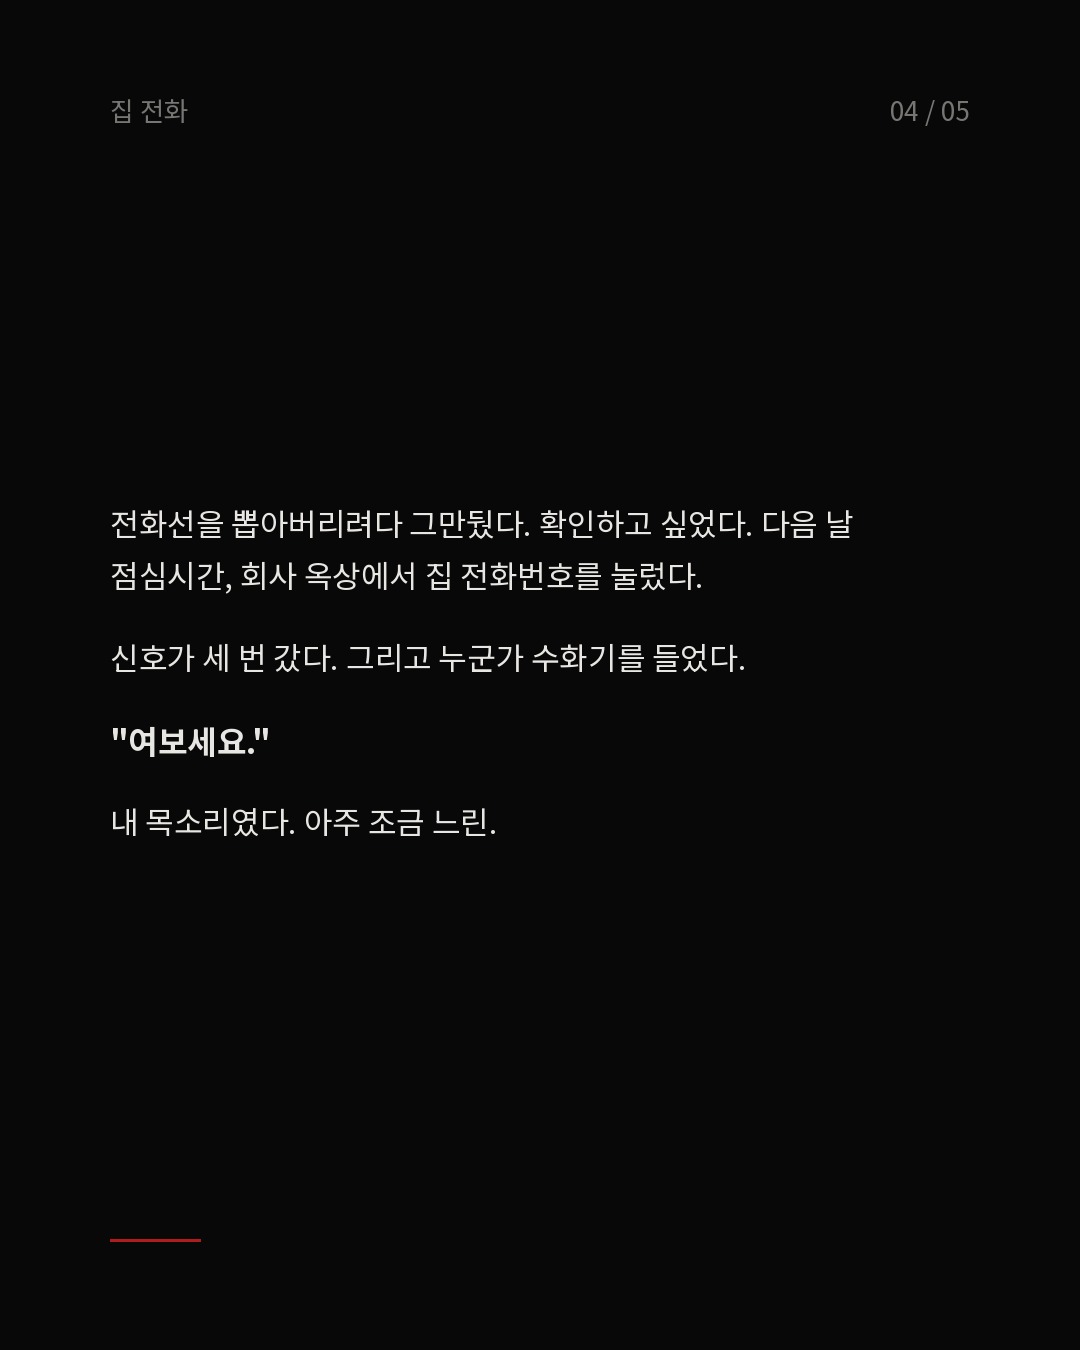 집 전화
04 / 05
전화선을 뽑아버리려다 그만뒀다. 확인하고 싶었다. 다음 날
점심시간, 회사 옥상에서 집 전화번호를 눌렀다.
신호가 세 번 갔다. 그리고 누군가 수화기를 들었다.
"여보세요."
내 목소리였다. 아주 조금 느린.